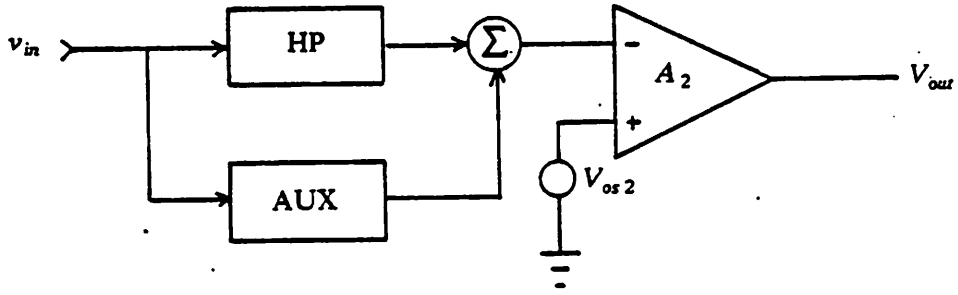 v_in
HP
Σ
−
A_2
V_out
+
V_os2
AUX